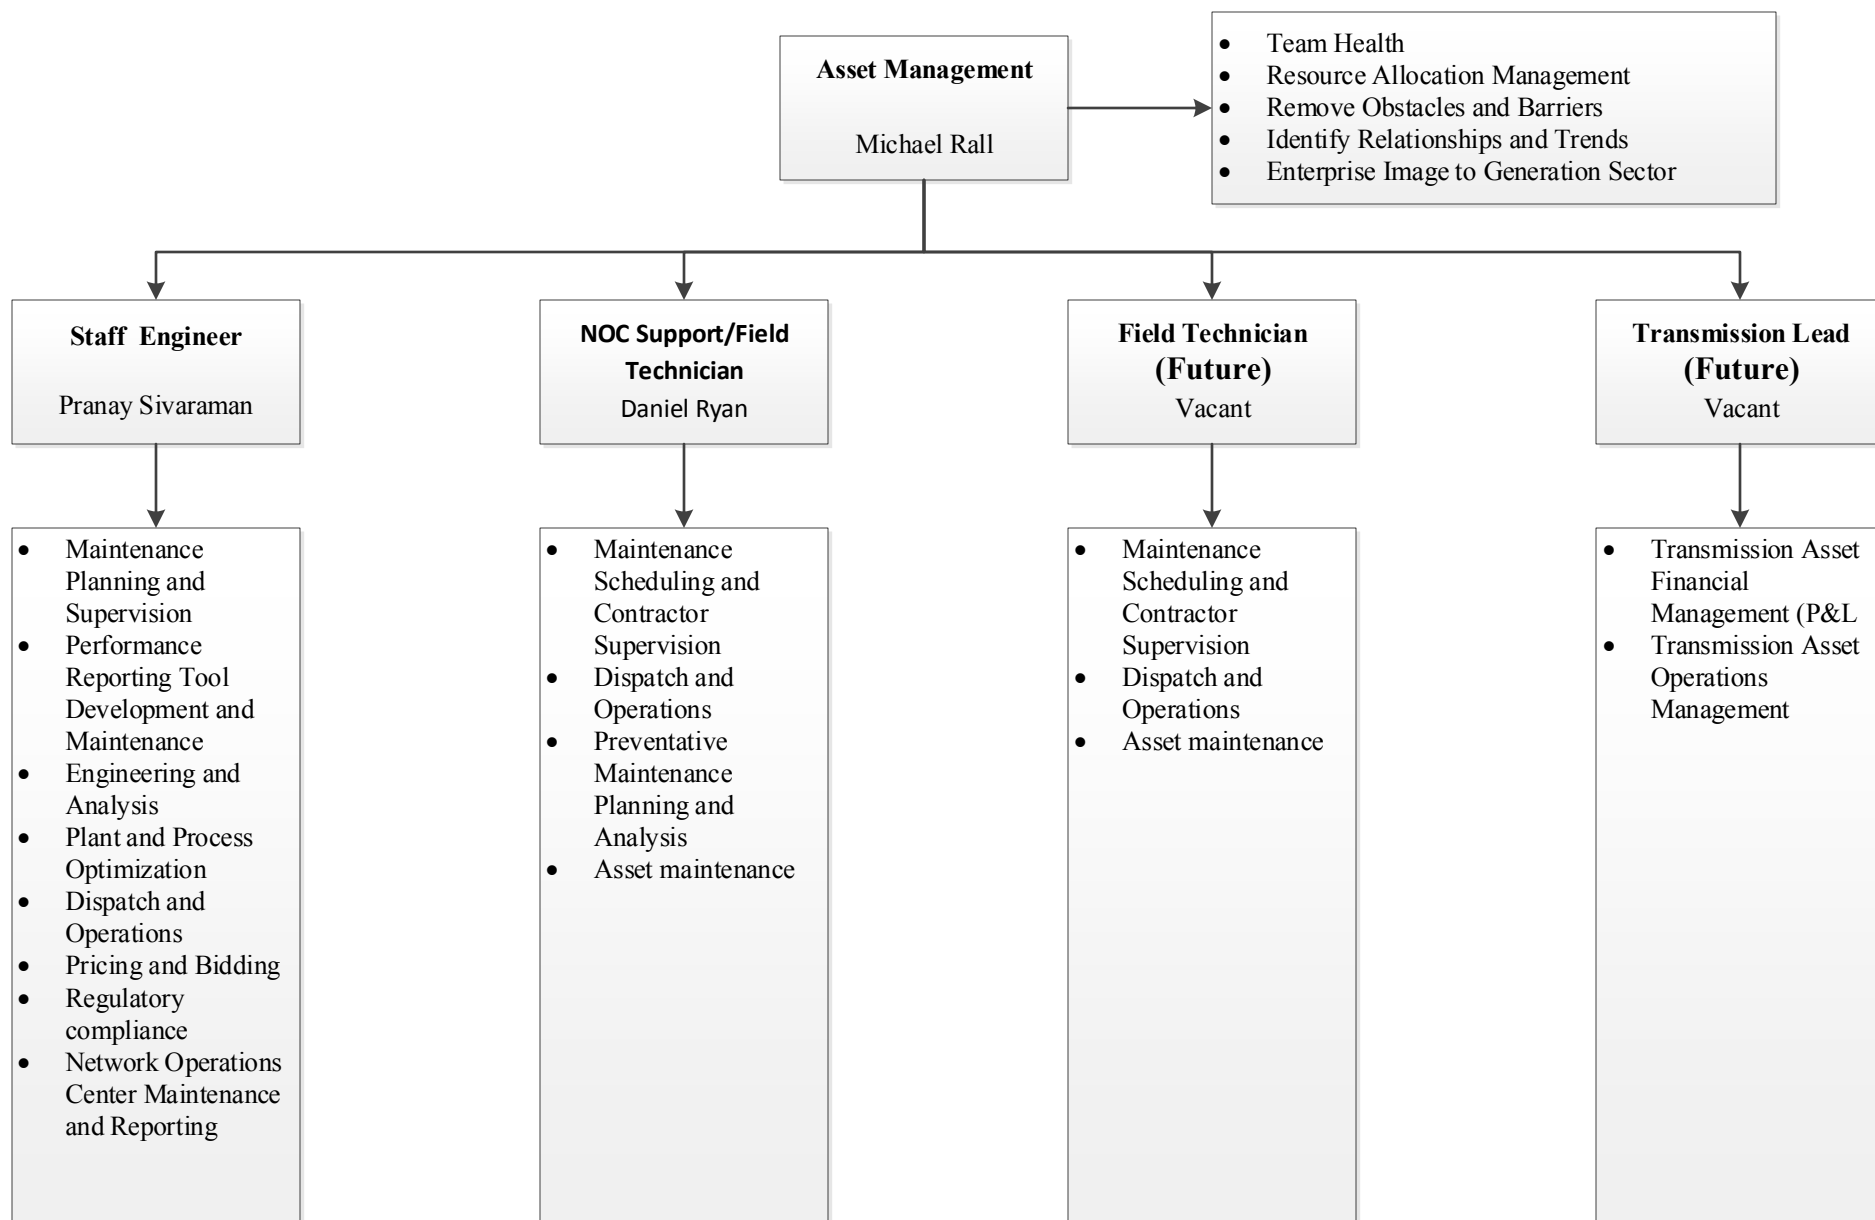 Asset Management
Michael Rall
• Team Health
• Resource Allocation Management
• Remove Obstacles and Barriers
• Identify Relationships and Trends
• Enterprise Image to Generation Sector
Staff Engineer
Pranay Sivaraman
NOC Support/Field
Technician
Daniel Ryan
Field Technician
(Future)
Vacant
Transmission Lead
(Future)
Vacant
• Maintenance
Planning and
Supervision
• Performance
Reporting Tool
Development and
Maintenance
• Engineering and
Analysis
• Plant and Process
Optimization
• Dispatch and
Operations
• Pricing and Bidding
• Regulatory
compliance
• Network Operations
Center Maintenance
and Reporting
• Maintenance
Scheduling and
Contractor
Supervision
• Dispatch and
Operations
• Preventative
Maintenance
Planning and
Analysis
• Asset maintenance
• Maintenance
Scheduling and
Contractor
Supervision
• Dispatch and
Operations
• Asset maintenance
• Transmission Asset
Financial
Management (P&L
• Transmission Asset
Operations
Management